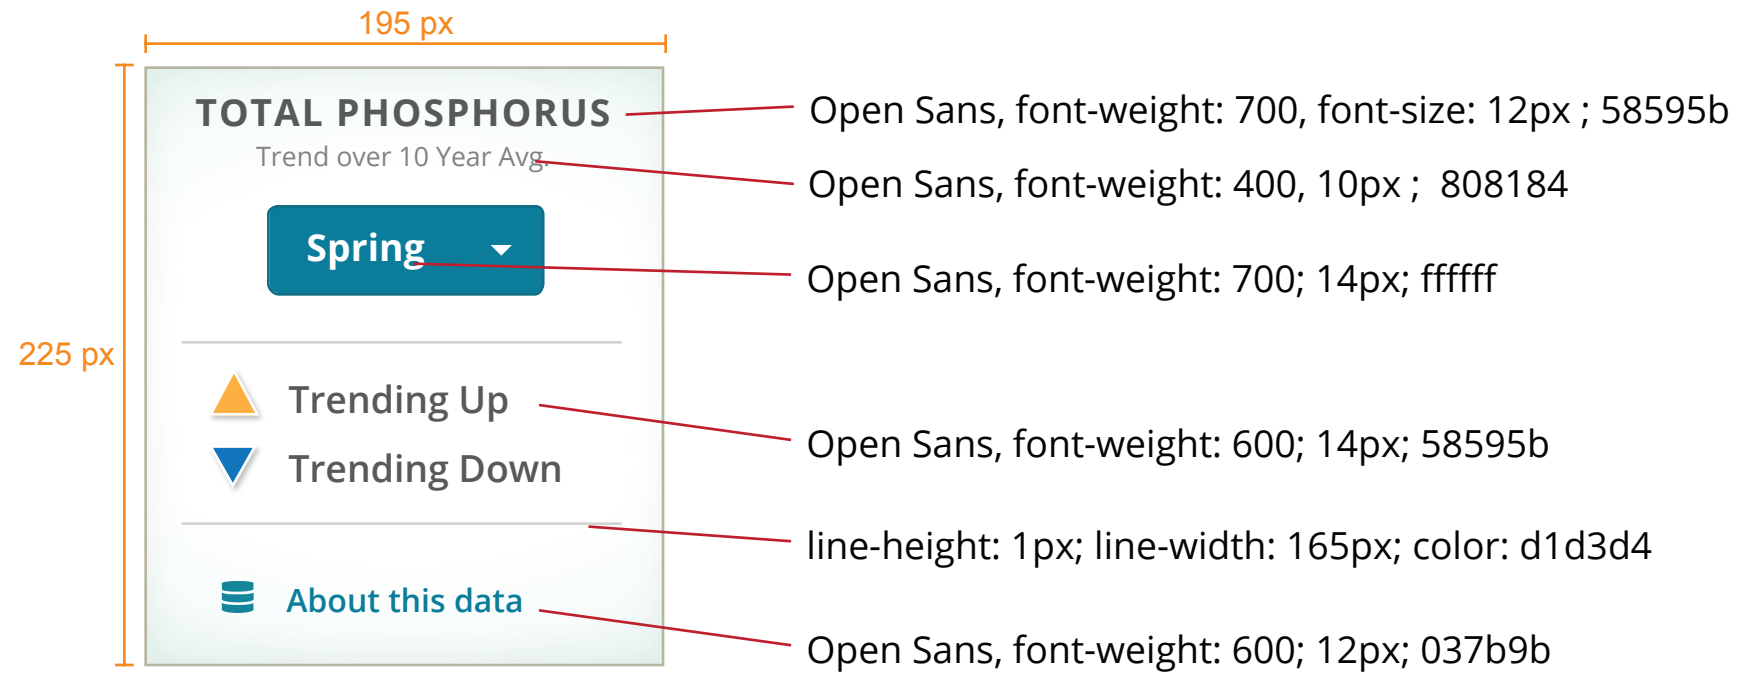 195 px
TOTAL PHOSPHORUS
Open Sans, font-weight: 700, font-size: 12px ; 58595b
Trend over 10 Year Avg.
Open Sans, font-weight: 400, 10px ;  808184
Spring
Open Sans, font-weight: 700; 14px; ffffff
225 px
Trending Up
Open Sans, font-weight: 600; 14px; 58595b
Trending Down
line-height: 1px; line-width: 165px; color: d1d3d4
About this data
Open Sans, font-weight: 600; 12px; 037b9b